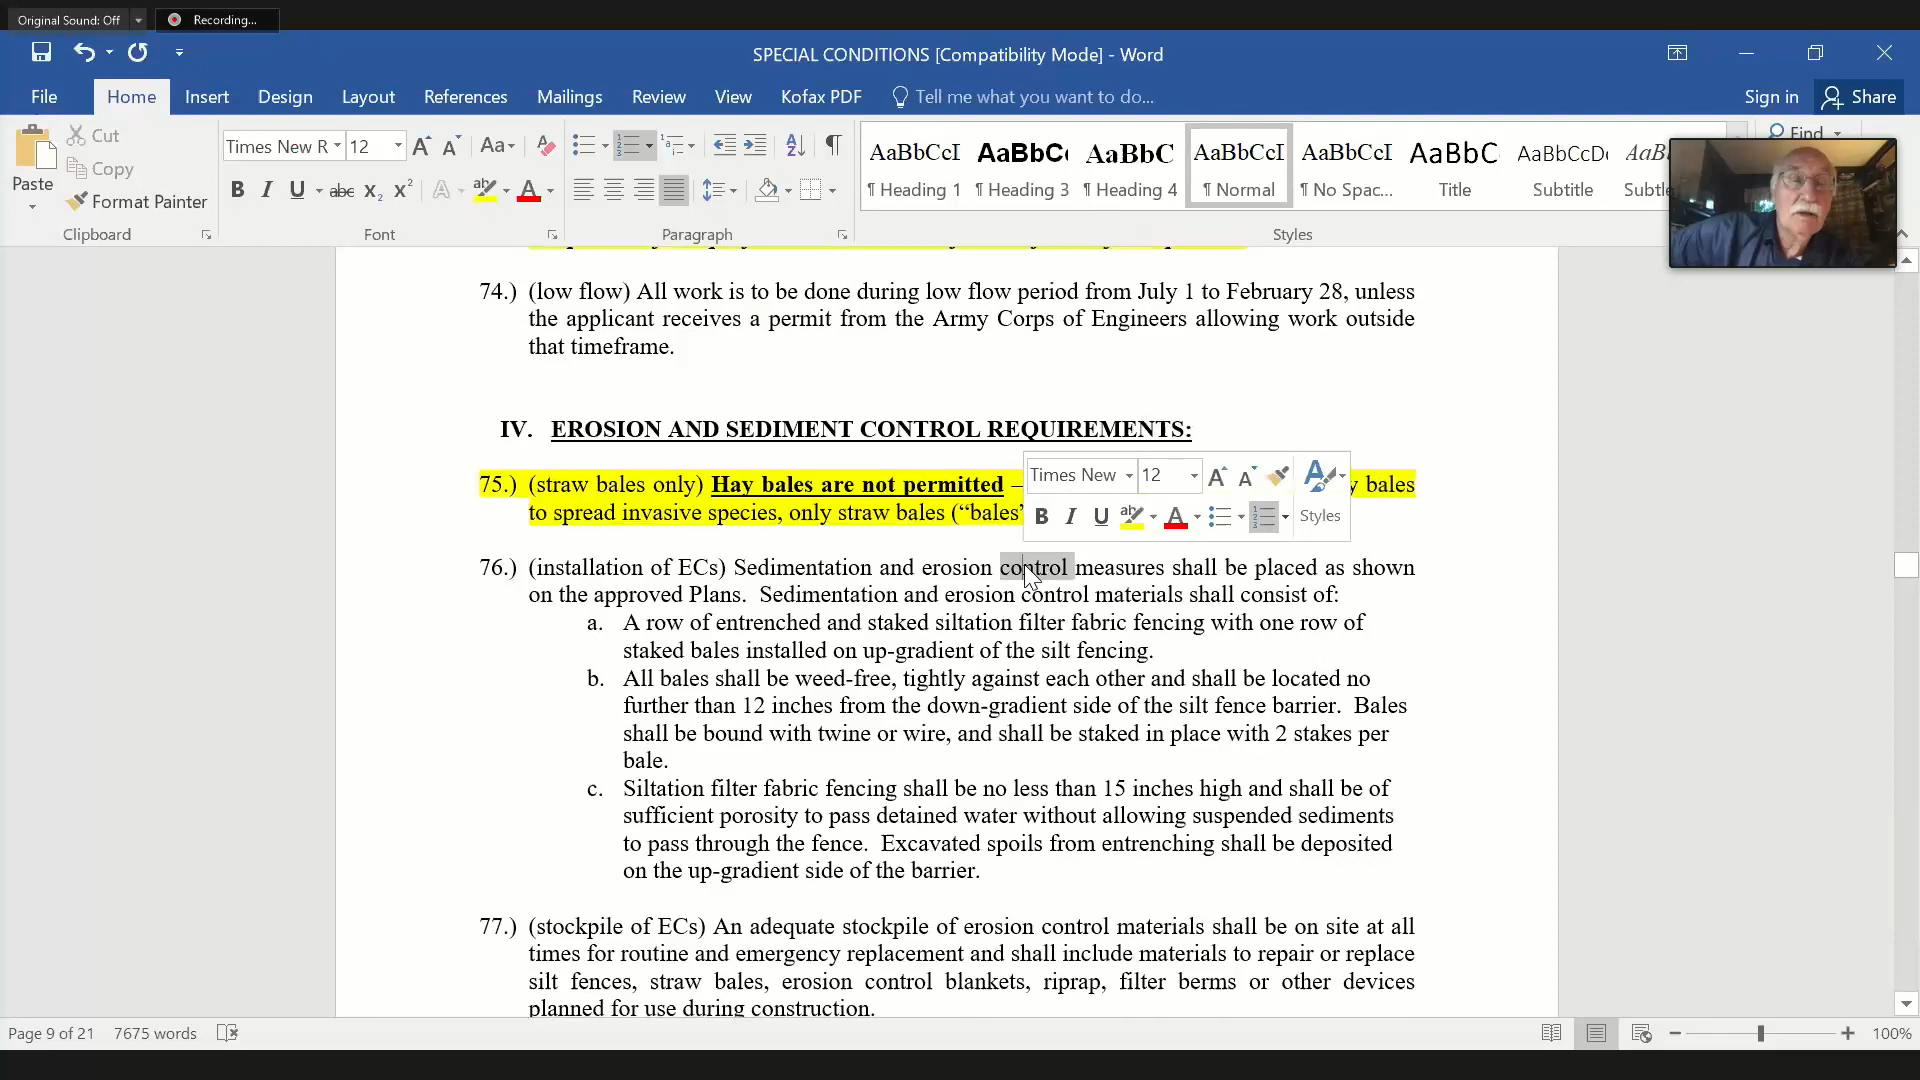 Original Sound: Off
Recording...
SPECIAL CONDITIONS [Compatibility Mode] - Word
File Home Insert Design Layout References Mailings Review View Kofax PDF Tell me what you want to do... Sign in Share
Cut
Copy
Paste
Format Painter
Clipboard
Times New R 12
Font
Paragraph
AaBbCcI AaBbCc AaBbC AaBbCcI AaBbCcI AaBbC AaBbCcD AaB
¶ Heading 1 ¶ Heading 3 ¶ Heading 4 ¶ Normal ¶ No Spac... Title Subtitle Subtle
Styles
Find
74.) (low flow) All work is to be done during low flow period from July 1 to February 28, unless
the applicant receives a permit from the Army Corps of Engineers allowing work outside
that timeframe.
IV. EROSION AND SEDIMENT CONTROL REQUIREMENTS:
75.) (straw bales only) Hay bales are not permitted – bales
to spread invasive species, only straw bales (“bales”
Times New 12
Styles
76.) (installation of ECs) Sedimentation and erosion control measures shall be placed as shown
on the approved Plans. Sedimentation and erosion control materials shall consist of:
a. A row of entrenched and staked siltation filter fabric fencing with one row of
staked bales installed on up-gradient of the silt fencing.
b. All bales shall be weed-free, tightly against each other and shall be located no
further than 12 inches from the down-gradient side of the silt fence barrier. Bales
shall be bound with twine or wire, and shall be staked in place with 2 stakes per
bale.
c. Siltation filter fabric fencing shall be no less than 15 inches high and shall be of
sufficient porosity to pass detained water without allowing suspended sediments
to pass through the fence. Excavated spoils from entrenching shall be deposited
on the up-gradient side of the barrier.
77.) (stockpile of ECs) An adequate stockpile of erosion control materials shall be on site at all
times for routine and emergency replacement and shall include materials to repair or replace
silt fences, straw bales, erosion control blankets, riprap, filter berms or other devices
planned for use during construction.
Page 9 of 21 7675 words 100%